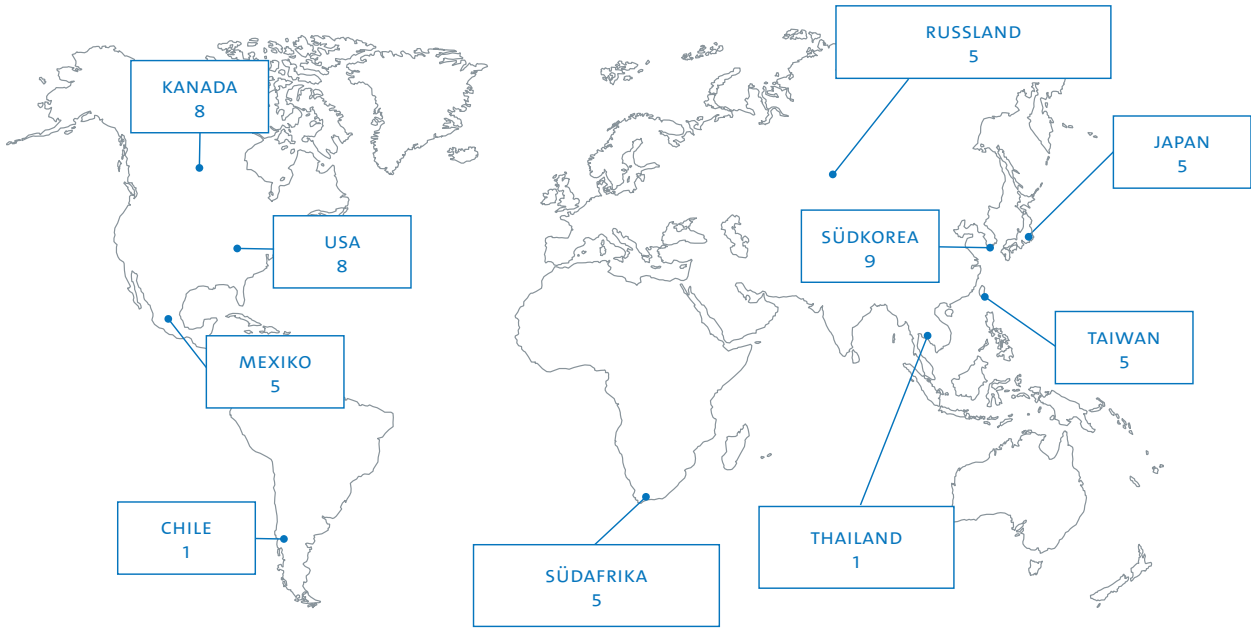 RUSSLAND
5
KANADA
8
JAPAN
5
USA
8
SÜDKOREA
9
MEXIKO
5
TAIWAN
5
CHILE
1
THAILAND
1
SÜDAFRIKA
5